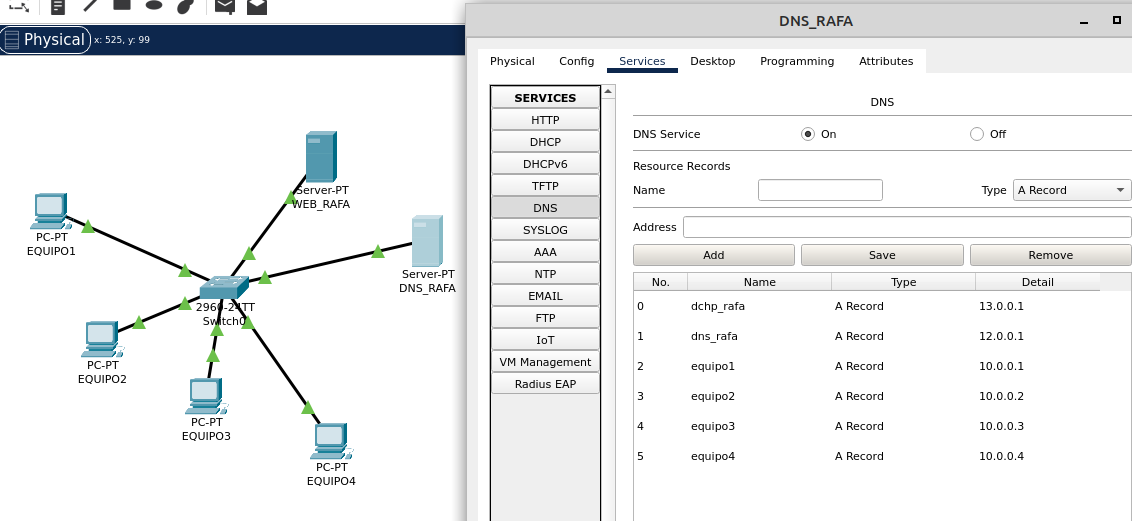 Physical x: 525, y: 99
Server-PT
WEB_RAFA
PC-PT
EQUIPO1
Server-PT
DNS_RAFA
2960-24TT
Switch0
PC-PT
EQUIPO2
PC-PT
EQUIPO3
PC-PT
EQUIPO4
DNS_RAFA
Physical Config Services Desktop Programming Attributes
SERVICES
HTTP
DHCP
DHCPv6
TFTP
DNS
SYSLOG
AAA
NTP
EMAIL
FTP
IoT
VM Management
Radius EAP
DNS
DNS Service On Off
Resource Records
Name Type A Record
Address
Add Save Remove
No. Name Type Detail
0 dchp_rafa A Record 13.0.0.1
1 dns_rafa A Record 12.0.0.1
2 equipo1 A Record 10.0.0.1
3 equipo2 A Record 10.0.0.2
4 equipo3 A Record 10.0.0.3
5 equipo4 A Record 10.0.0.4